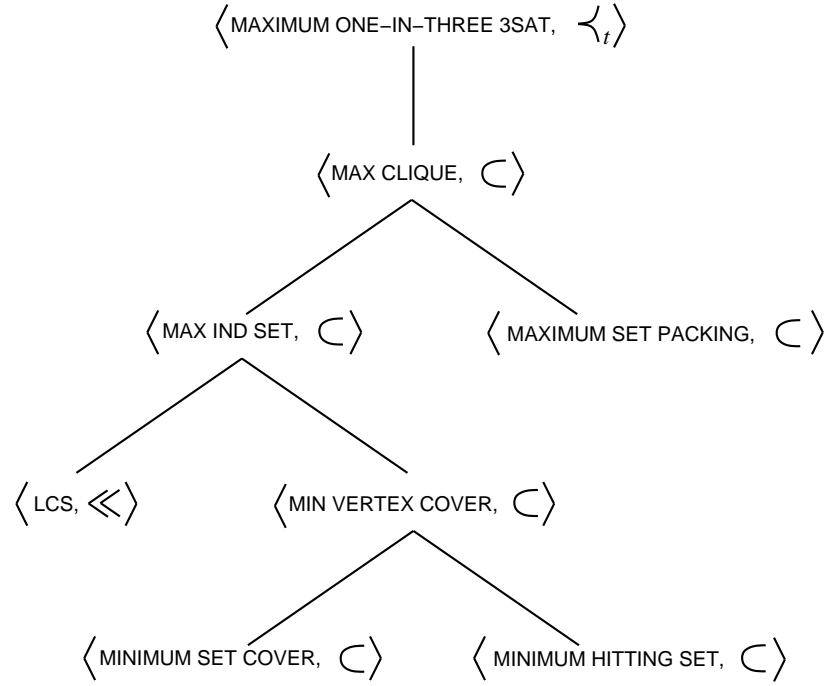 ⟨MAXIMUM ONE–IN–THREE 3SAT, ≺t⟩
⟨MAX CLIQUE, ⊂⟩
⟨MAX IND SET, ⊂⟩ ⟨MAXIMUM SET PACKING, ⊂⟩
⟨LCS, ≪⟩ ⟨MIN VERTEX COVER, ⊂⟩
⟨MINIMUM SET COVER, ⊂⟩ ⟨MINIMUM HITTING SET, ⊂⟩